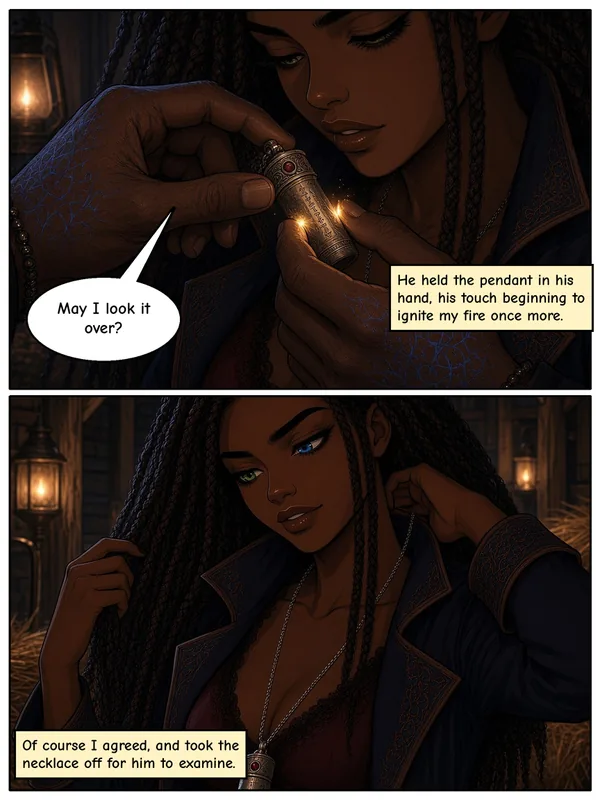 May I look it
over?
He held the pendant in his
hand, his touch beginning to
ignite my fire once more.
Of course I agreed, and took the
necklace off for him to examine.